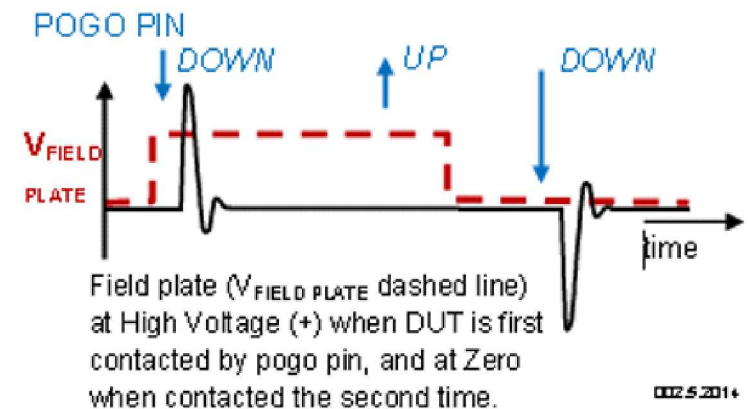 POGO PIN
DOWN UP DOWN
VFIELD
PLATE
time
Field plate (VFIELD PLATE dashed line)
at High Voltage (+) when DUT is first
contacted by pogo pin, and at Zero
when contacted the second time.